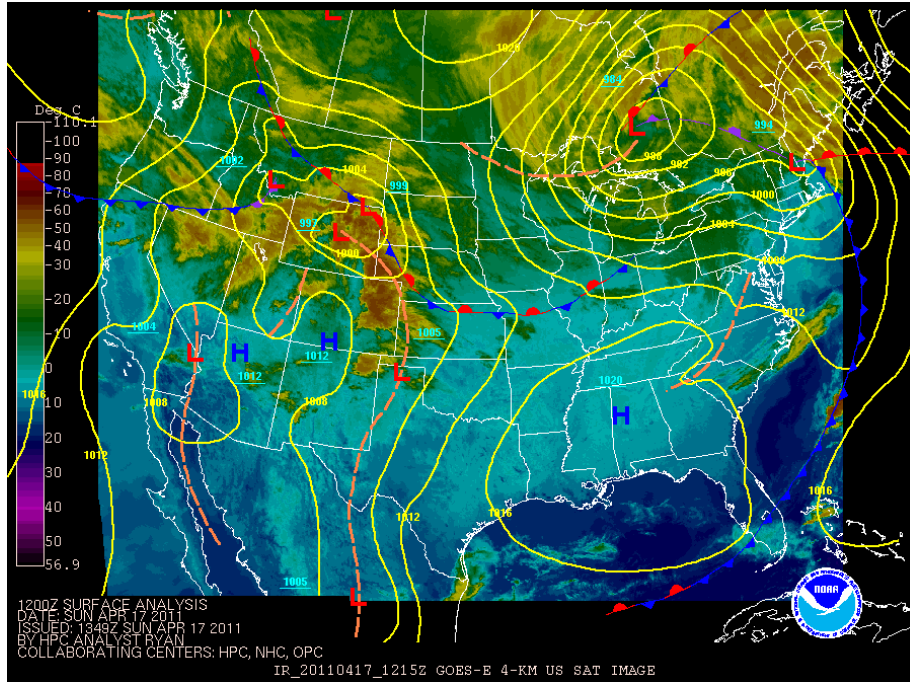 1020
984
994
Deg C
-110.1
-100
-90
-80
-70
-60
-50
-40
-30
-20
-10
0
10
20
30
40
50
56.9
L
L
L
L
L
L
L
L
L
H
H
H
986
982
986
1002
1004
999
1000
1004
997
1000
1008
1012
1004
1005
1012
1012
1020
1016
1008
1008
1012
1012
1016
1016
1005
NOAA
1200Z SURFACE ANALYSIS
DATE: SUN APR 17 2011
ISSUED: 1349Z SUN APR 17 2011
BY HPC ANALYST RYAN
COLLABORATING CENTERS: HPC, NHC, OPC
IR_20110417_1215Z GOES-E 4-KM US SAT IMAGE